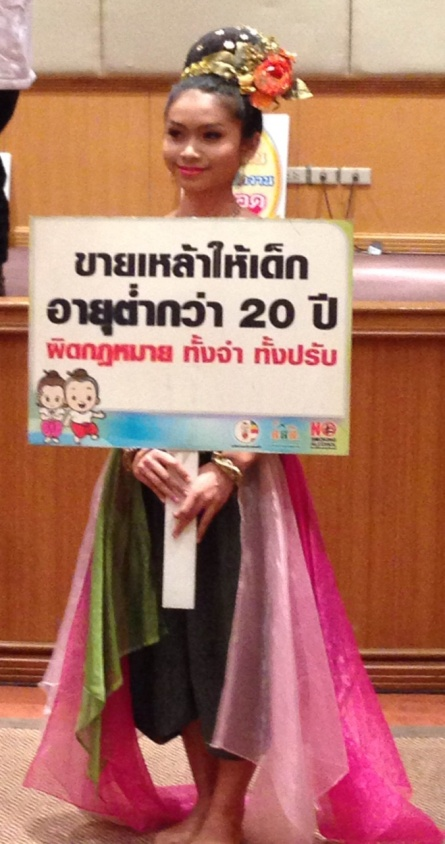 ขายเหล้าให้เด็ก
อายุต่ำกว่า 20 ปี
ผิดกฎหมาย ทั้งจำ ทั้งปรับ
NO
ALCOHOL